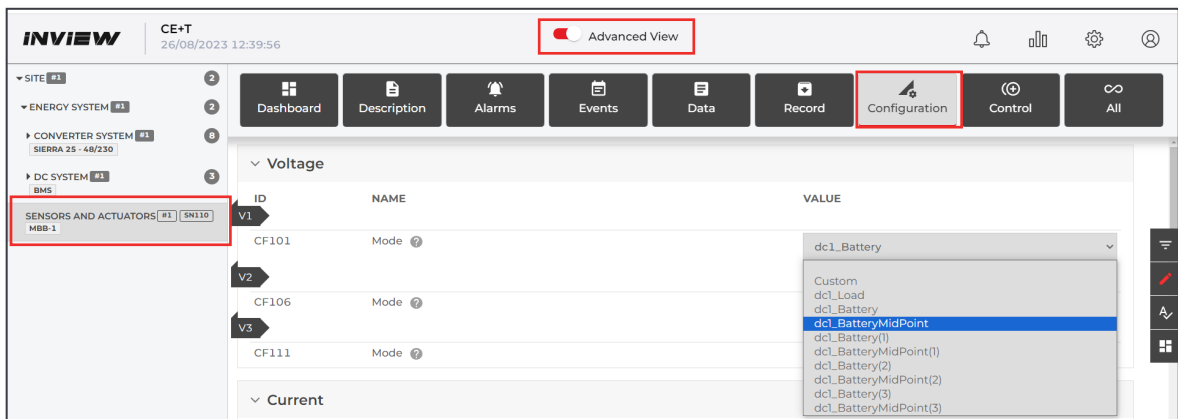 iNViEW
CE+T
26/08/2023 12:39:56
Advanced View
SITE #1 2
ENERGY SYSTEM #1 2
CONVERTER SYSTEM #1 8
SIERRA 25 - 48/230
DC SYSTEM #1 3
BMS
SENSORS AND ACTUATORS #1 SN110
MBB-1
Dashboard
Description
Alarms
Events
Data
Record
Configuration
Control
All
Voltage
ID NAME VALUE
V1
CF101 Mode ? dc1_Battery
V2
CF106 Mode ?
V3
CF111 Mode ?
Custom
dc1_Load
dc1_Battery
dc1_BatteryMidPoint
dc1_Battery(1)
dc1_BatteryMidPoint(1)
dc1_Battery(2)
dc1_BatteryMidPoint(2)
dc1_Battery(3)
dc1_BatteryMidPoint(3)
Current